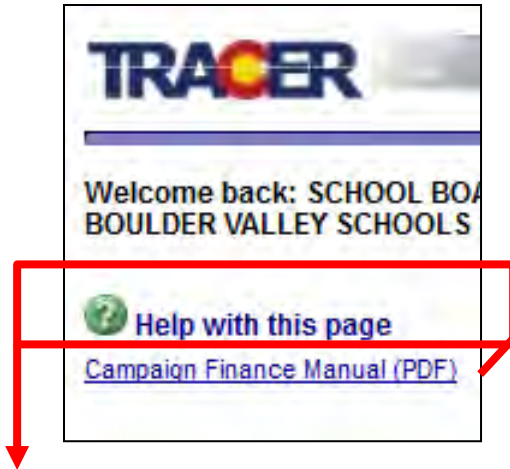 TRACER
Welcome back: SCHOOL BOA
BOULDER VALLEY SCHOOLS
Help with this page
Campaign Finance Manual (PDF)